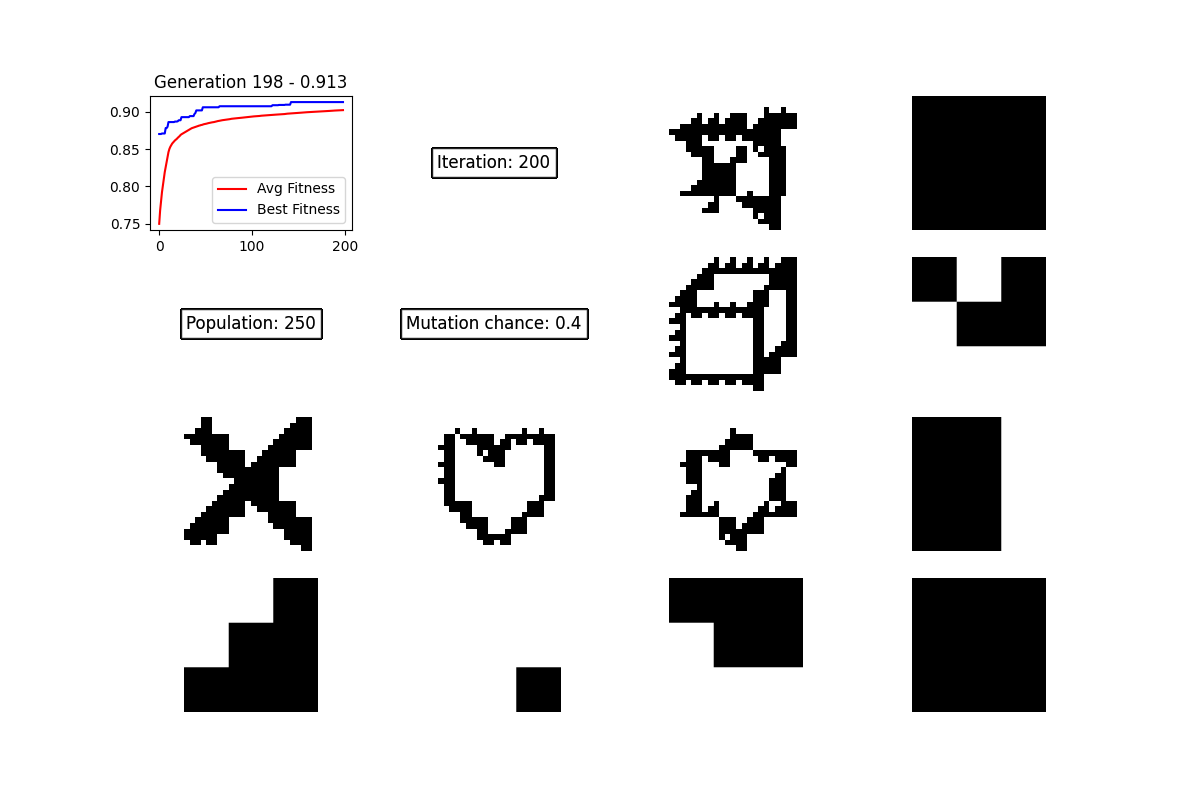 Generation 198 - 0.913
0.90
0.85
0.80
0.75
Avg Fitness
Best Fitness
0 100 200
Iteration: 200
Population: 250
Mutation chance: 0.4